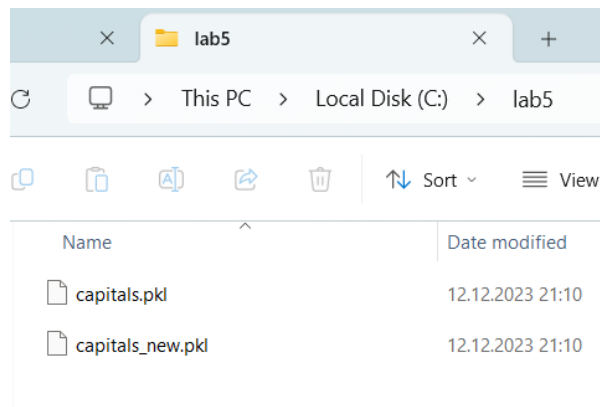 lab5
This PC > Local Disk (C:) > lab5
Sort View
Name Date modified
capitals.pkl 12.12.2023 21:10
capitals_new.pkl 12.12.2023 21:10